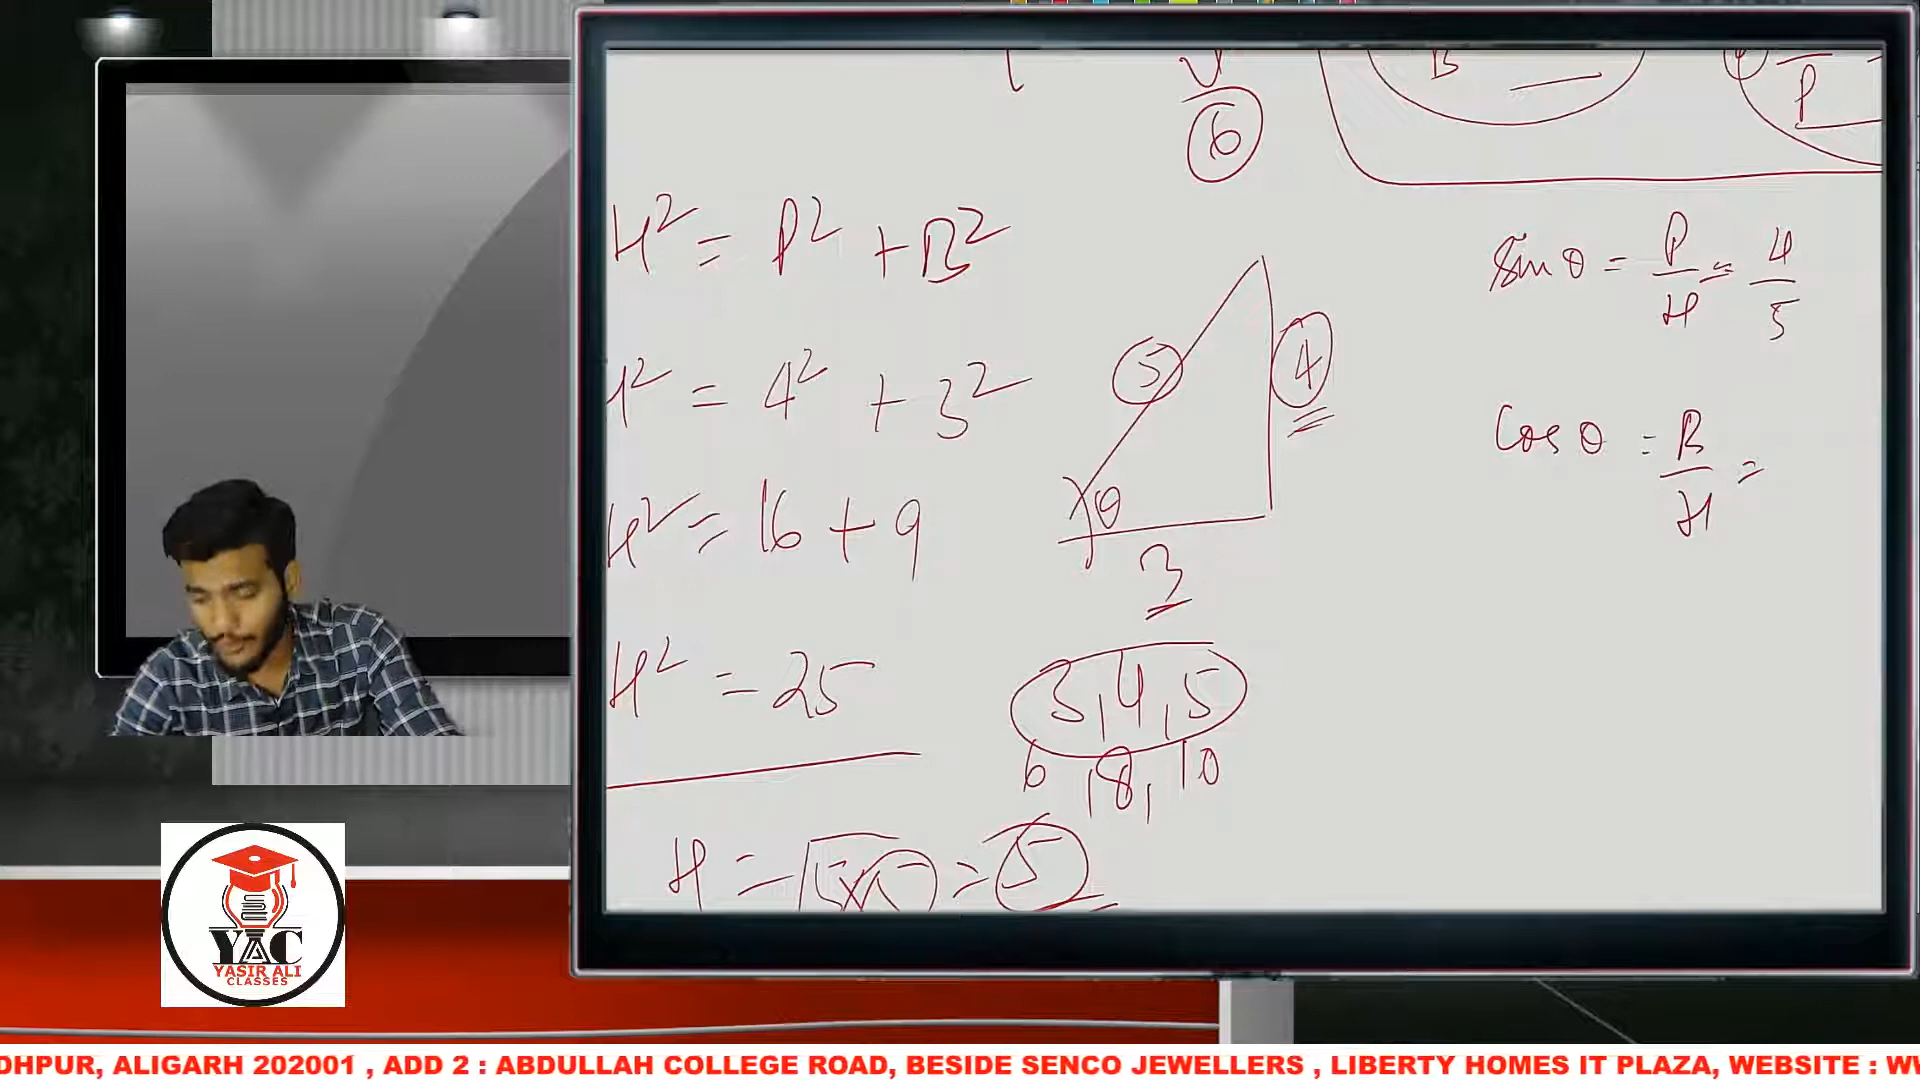 B
6
P
H² = P² + B²
sin θ = P/H = 4/5
H² = 4² + 3²
5
4
cos θ = B/H =
θ
H² = 16 + 9
3
H² = 25
3, 4, 5
6, 8, 10
H = √5×5 = 5
YAC
YASIR ALI
CLASSES
DHPUR, ALIGARH 202001 , ADD 2 : ABDULLAH COLLEGE ROAD, BESIDE SENCO JEWELLERS , LIBERTY HOMES IT PLAZA, WEBSITE : W